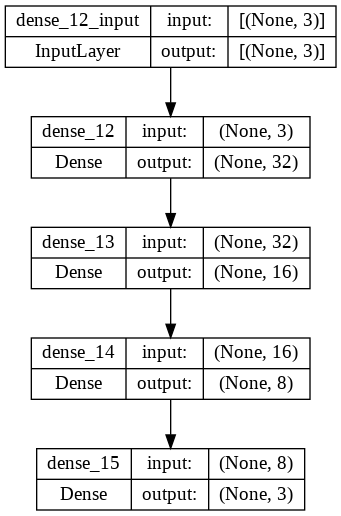 dense_12_input input: [(None, 3)]
InputLayer output: [(None, 3)]
dense_12 input: (None, 3)
Dense output: (None, 32)
dense_13 input: (None, 32)
Dense output: (None, 16)
dense_14 input: (None, 16)
Dense output: (None, 8)
dense_15 input: (None, 8)
Dense output: (None, 3)